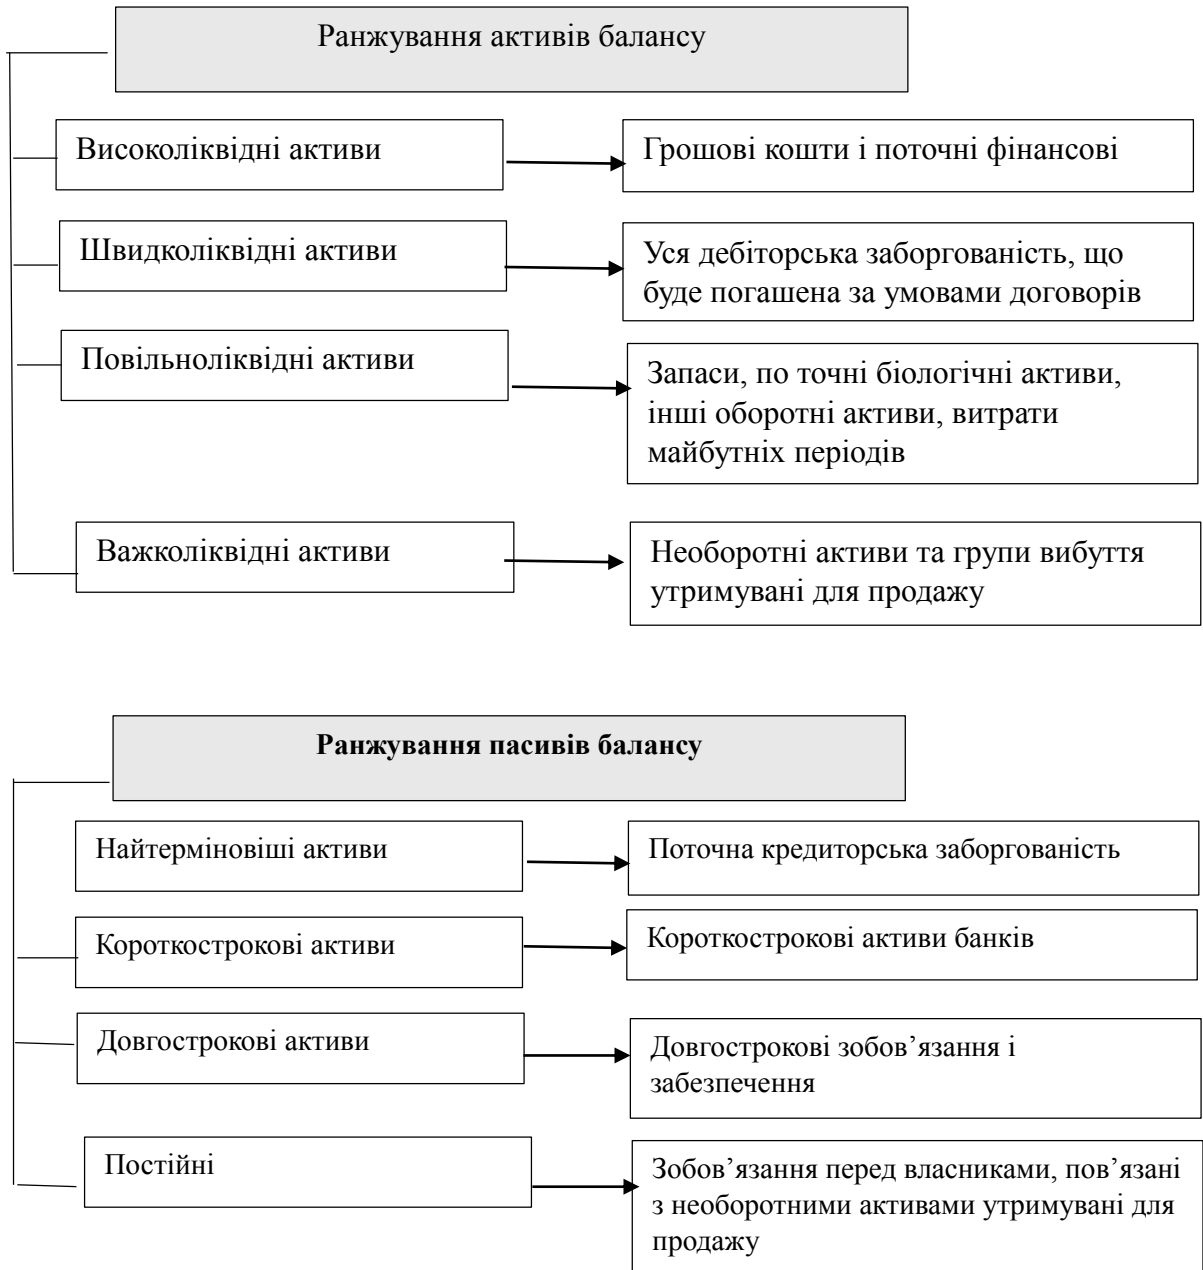 Ранжування активів балансу
Високоліквідні активи
Грошові кошти і поточні фінансові
Швидколіквідні активи
Уся дебіторська заборгованість, що
буде погашена за умовами договорів
Повільноліквідні активи
Запаси, по точні біологічні активи,
інші оборотні активи, витрати
майбутніх періодів
Важколіквідні активи
Необоротні активи та групи вибуття
утримувані для продажу
Ранжування пасивів балансу
Найтерміновіші активи
Поточна кредиторська заборгованість
Короткострокові активи
Короткострокові активи банків
Довгострокові активи
Довгострокові зобов’язання і
забезпечення
Постійні
Зобов’язання перед власниками, пов’язані
з необоротними активами утримувані для
продажу